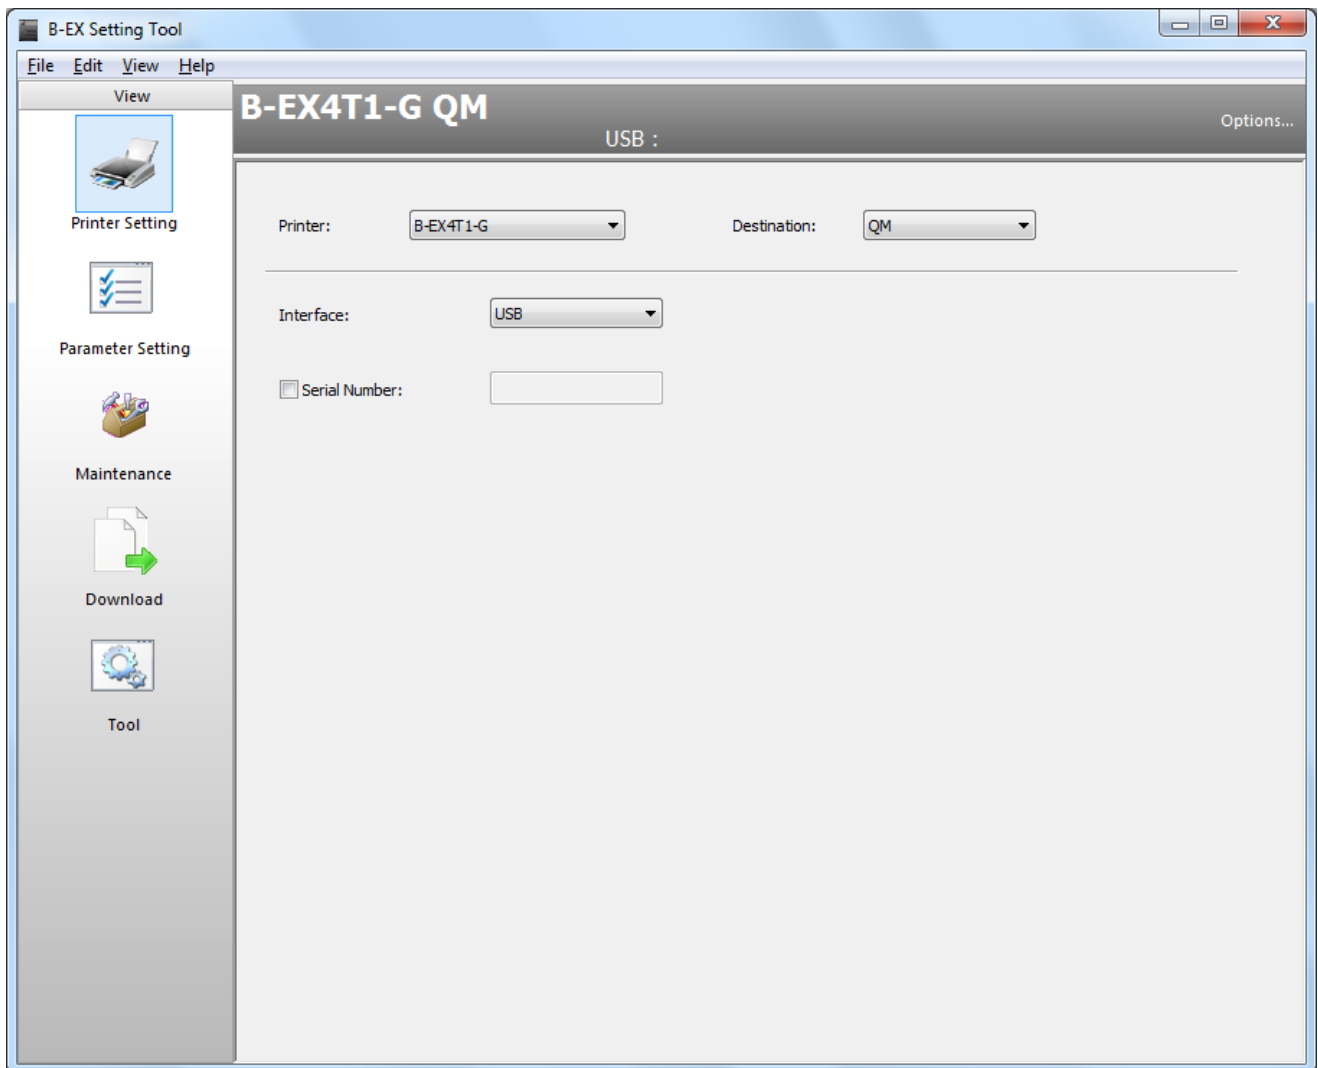 B-EX Setting Tool
File Edit View Help
View
B-EX4T1-G QM
USB :
Options...
Printer Setting
Printer: B-EX4T1-G Destination: QM
Interface: USB
Parameter Setting
Serial Number:
Maintenance
Download
Tool